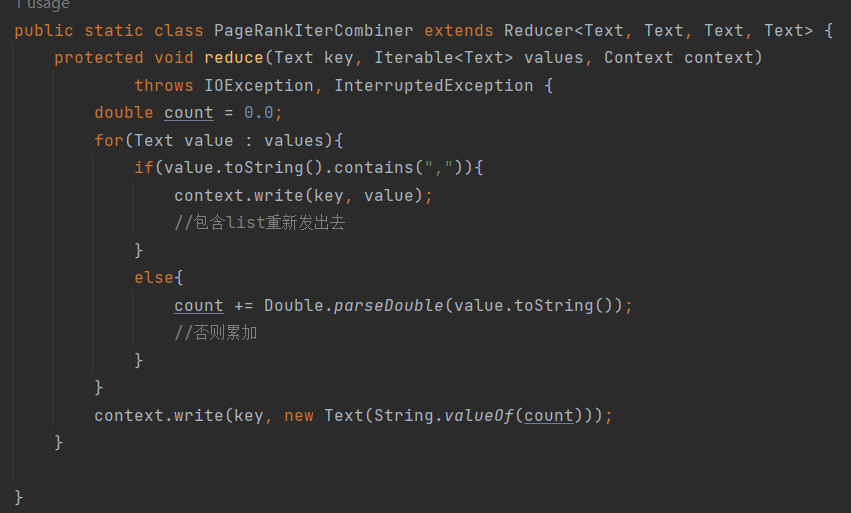 1 usage
public static class PageRankIterCombiner extends Reducer<Text, Text, Text, Text> {
    protected void reduce(Text key, Iterable<Text> values, Context context)
            throws IOException, InterruptedException {
        double count = 0.0;
        for(Text value : values){
            if(value.toString().contains(",")){
                context.write(key, value);
                //包含list重新发出去
            }
            else{
                count += Double.parseDouble(value.toString());
                //否则累加
            }
        }
        context.write(key, new Text(String.valueOf(count)));
    }
}